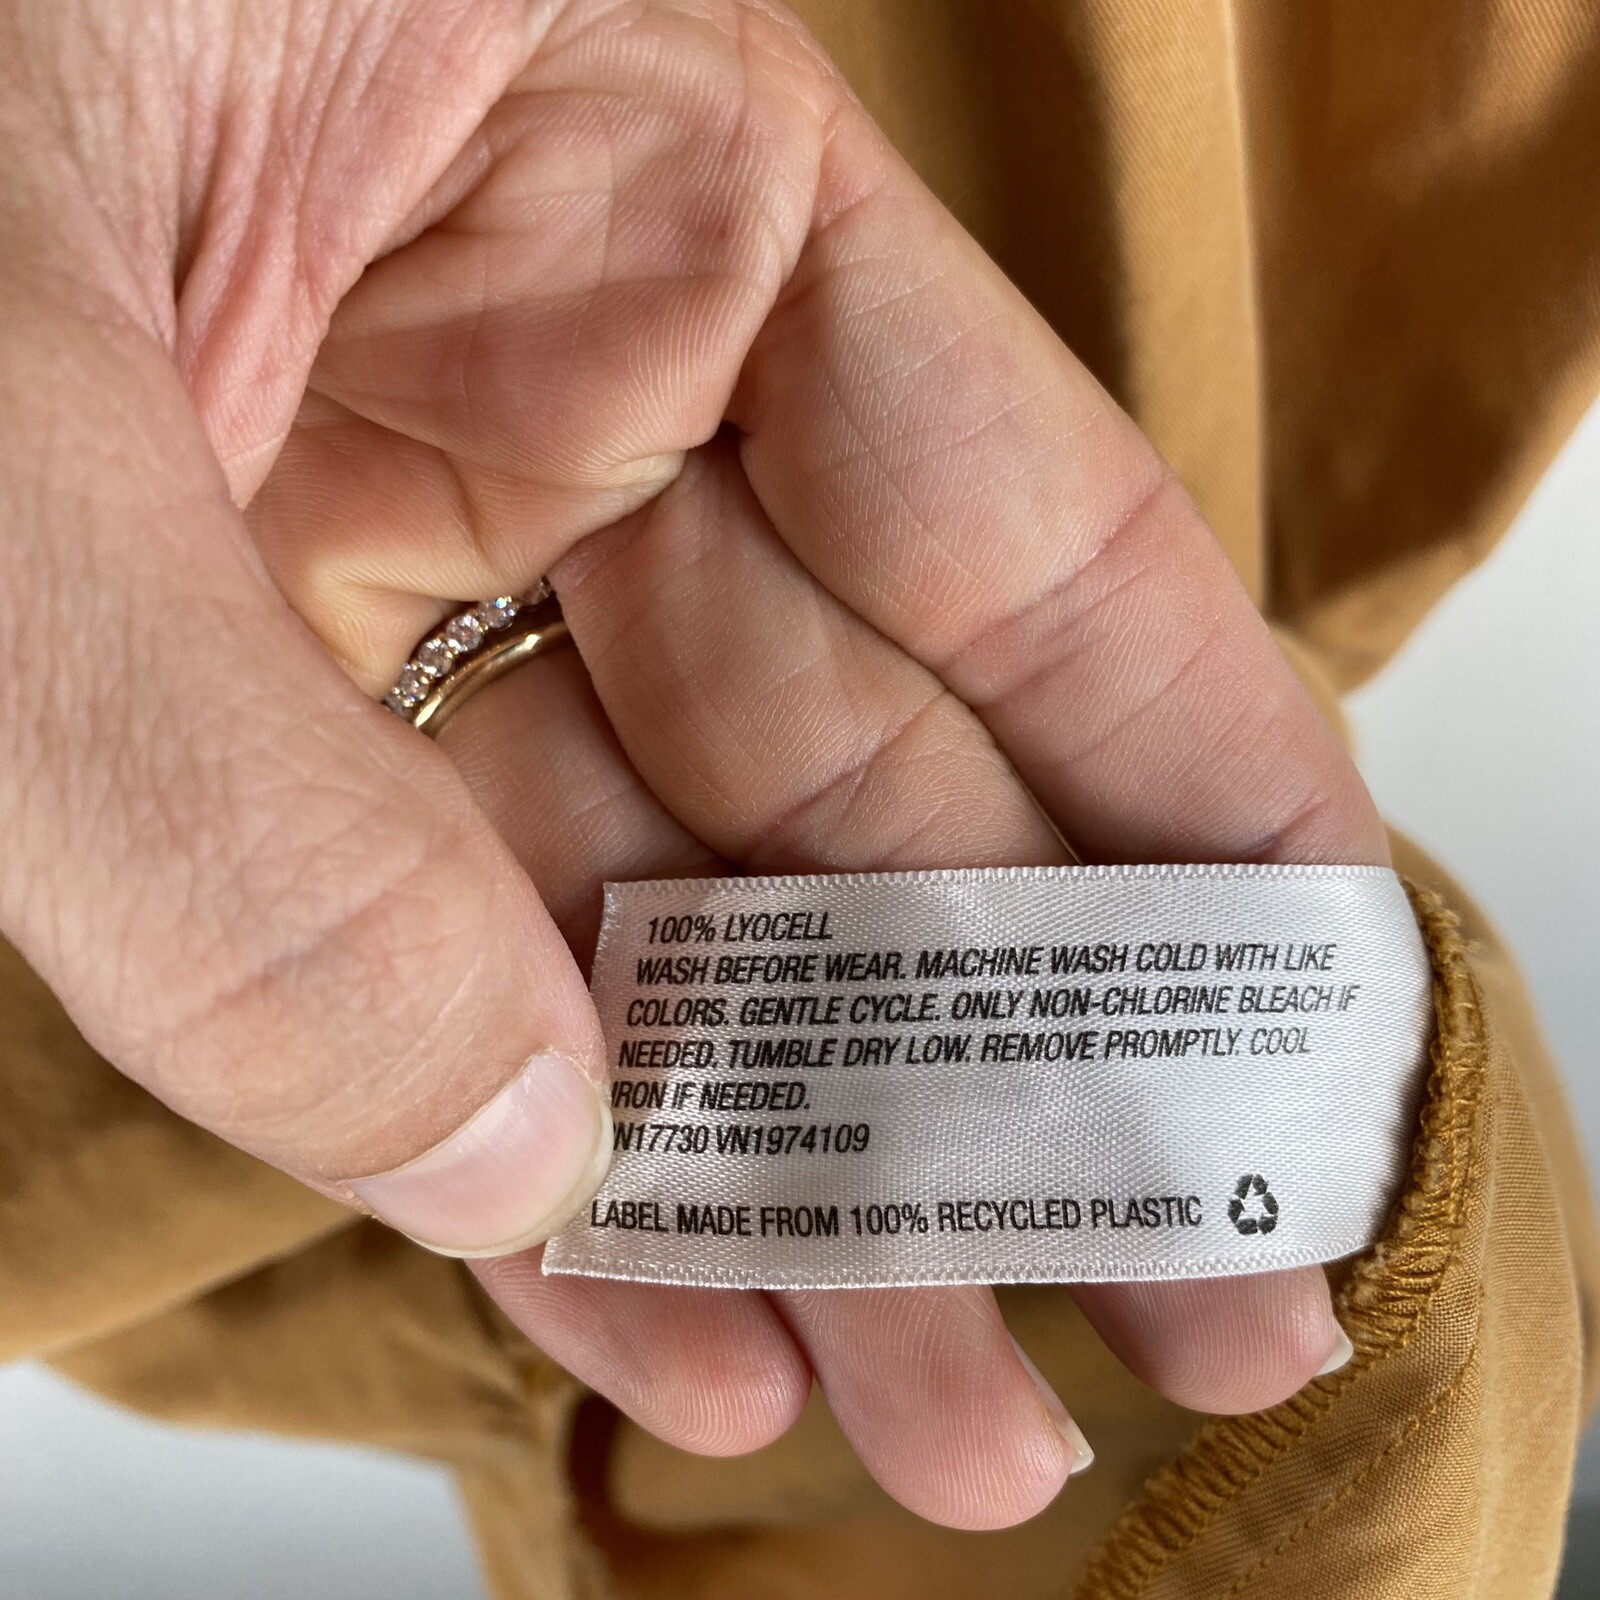 100% LYOCELL
WASH BEFORE WEAR. MACHINE WASH COLD WITH LIKE
COLORS. GENTLE CYCLE. ONLY NON-CHLORINE BLEACH IF
NEEDED. TUMBLE DRY LOW. REMOVE PROMPTLY. COOL
IRON IF NEEDED.
N17730 VN1974109
LABEL MADE FROM 100% RECYCLED PLASTIC